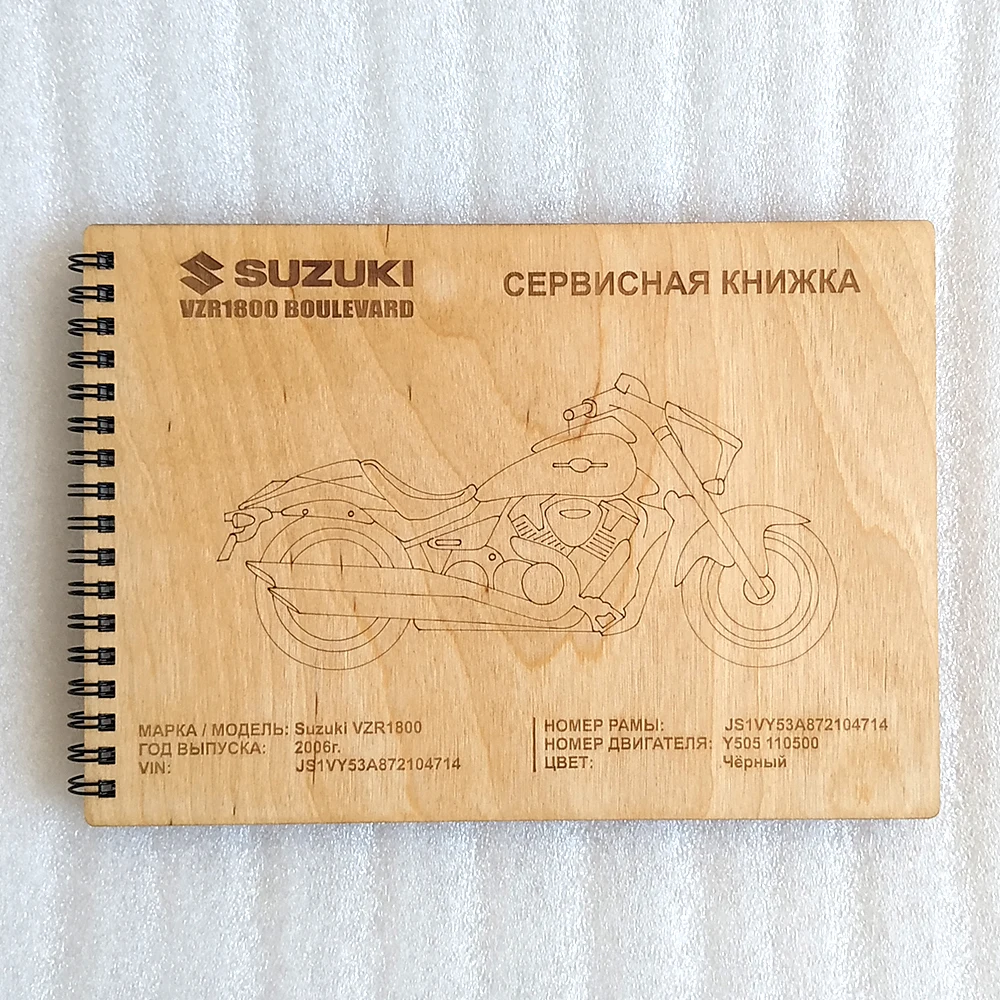 SUZUKI
VZR1800 BOULEVARD
СЕРВИСНАЯ КНИЖКА
МАРКА / МОДЕЛЬ: Suzuki VZR1800
ГОД ВЫПУСКА: 2006г.
VIN: JS1VY53A872104714
НОМЕР РАМЫ: JS1VY53A872104714
НОМЕР ДВИГАТЕЛЯ: Y505 110500
ЦВЕТ: Чёрный